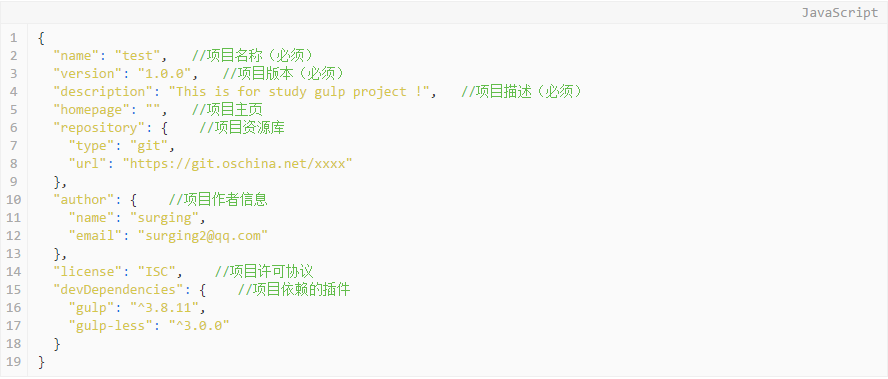 JavaScript
1 {
2   "name": "test",   //项目名称（必须）
3   "version": "1.0.0",   //项目版本（必须）
4   "description": "This is for study gulp project !",   //项目描述（必须）
5   "homepage": "",   //项目主页
6   "repository": {    //项目资源库
7     "type": "git",
8     "url": "https://git.oschina.net/xxxx"
9   },
10   "author": {    //项目作者信息
11     "name": "surging",
12     "email": "surging2@qq.com"
13   },
14   "license": "ISC",    //项目许可协议
15   "devDependencies": {    //项目依赖的插件
16     "gulp": "^3.8.11",
17     "gulp-less": "^3.0.0"
18   }
19 }